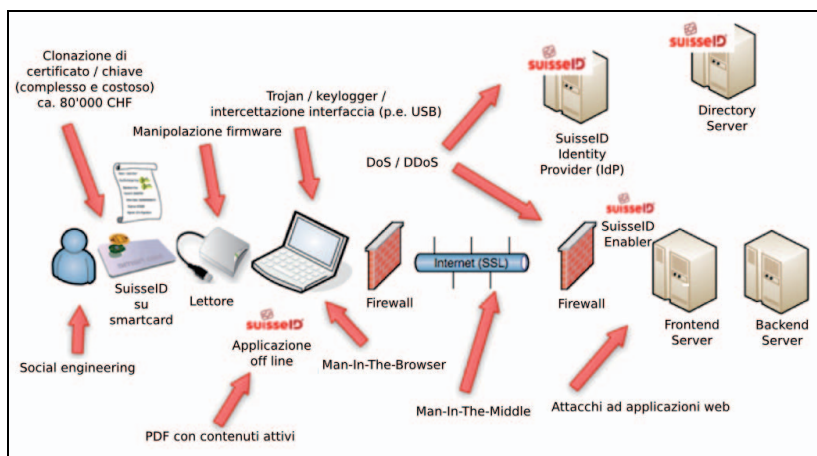 Clonazione di
certificato / chiave
(complesso e costoso)
ca. 80'000 CHF
Manipolazione firmware
Trojan / keylogger /
intercettazione interfaccia (p.e. USB)
DoS / DDoS
suisseID
SuisseID
Identity
Provider (IdP)
suisseID
Directory
Server
SuisseID
su
smartcard
Lettore
Firewall
Internet (SSL)
suisseID
SuisseID
Enabler
Firewall
Frontend
Server
Backend
Server
suisseID
Applicazione
off line
Social engineering
Man-In-The-Browser
Man-In-The-Middle
Attacchi ad applicazioni web
PDF con contenuti attivi